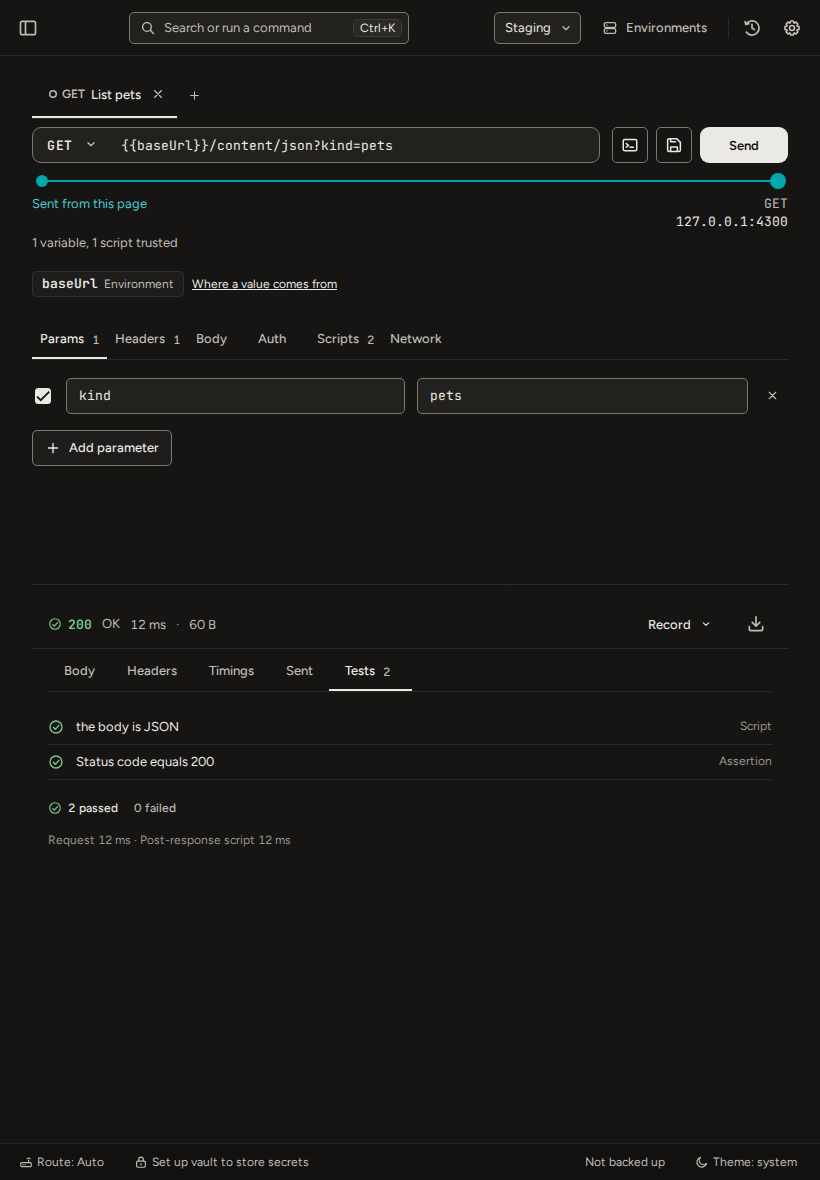 Search or run a command Ctrl+K Staging Environments
GET List pets
GET {{baseUrl}}/content/json?kind=pets Send
Sent from this page GET
127.0.0.1:4300
1 variable, 1 script trusted
baseUrl Environment Where a value comes from
Params 1 Headers 1 Body Auth Scripts 2 Network
kind pets
Add parameter
200 OK 12 ms · 60 B Record
Body Headers Timings Sent Tests 2
the body is JSON Script
Status code equals 200 Assertion
2 passed 0 failed
Request 12 ms · Post-response script 12 ms
Route: Auto Set up vault to store secrets Not backed up Theme: system